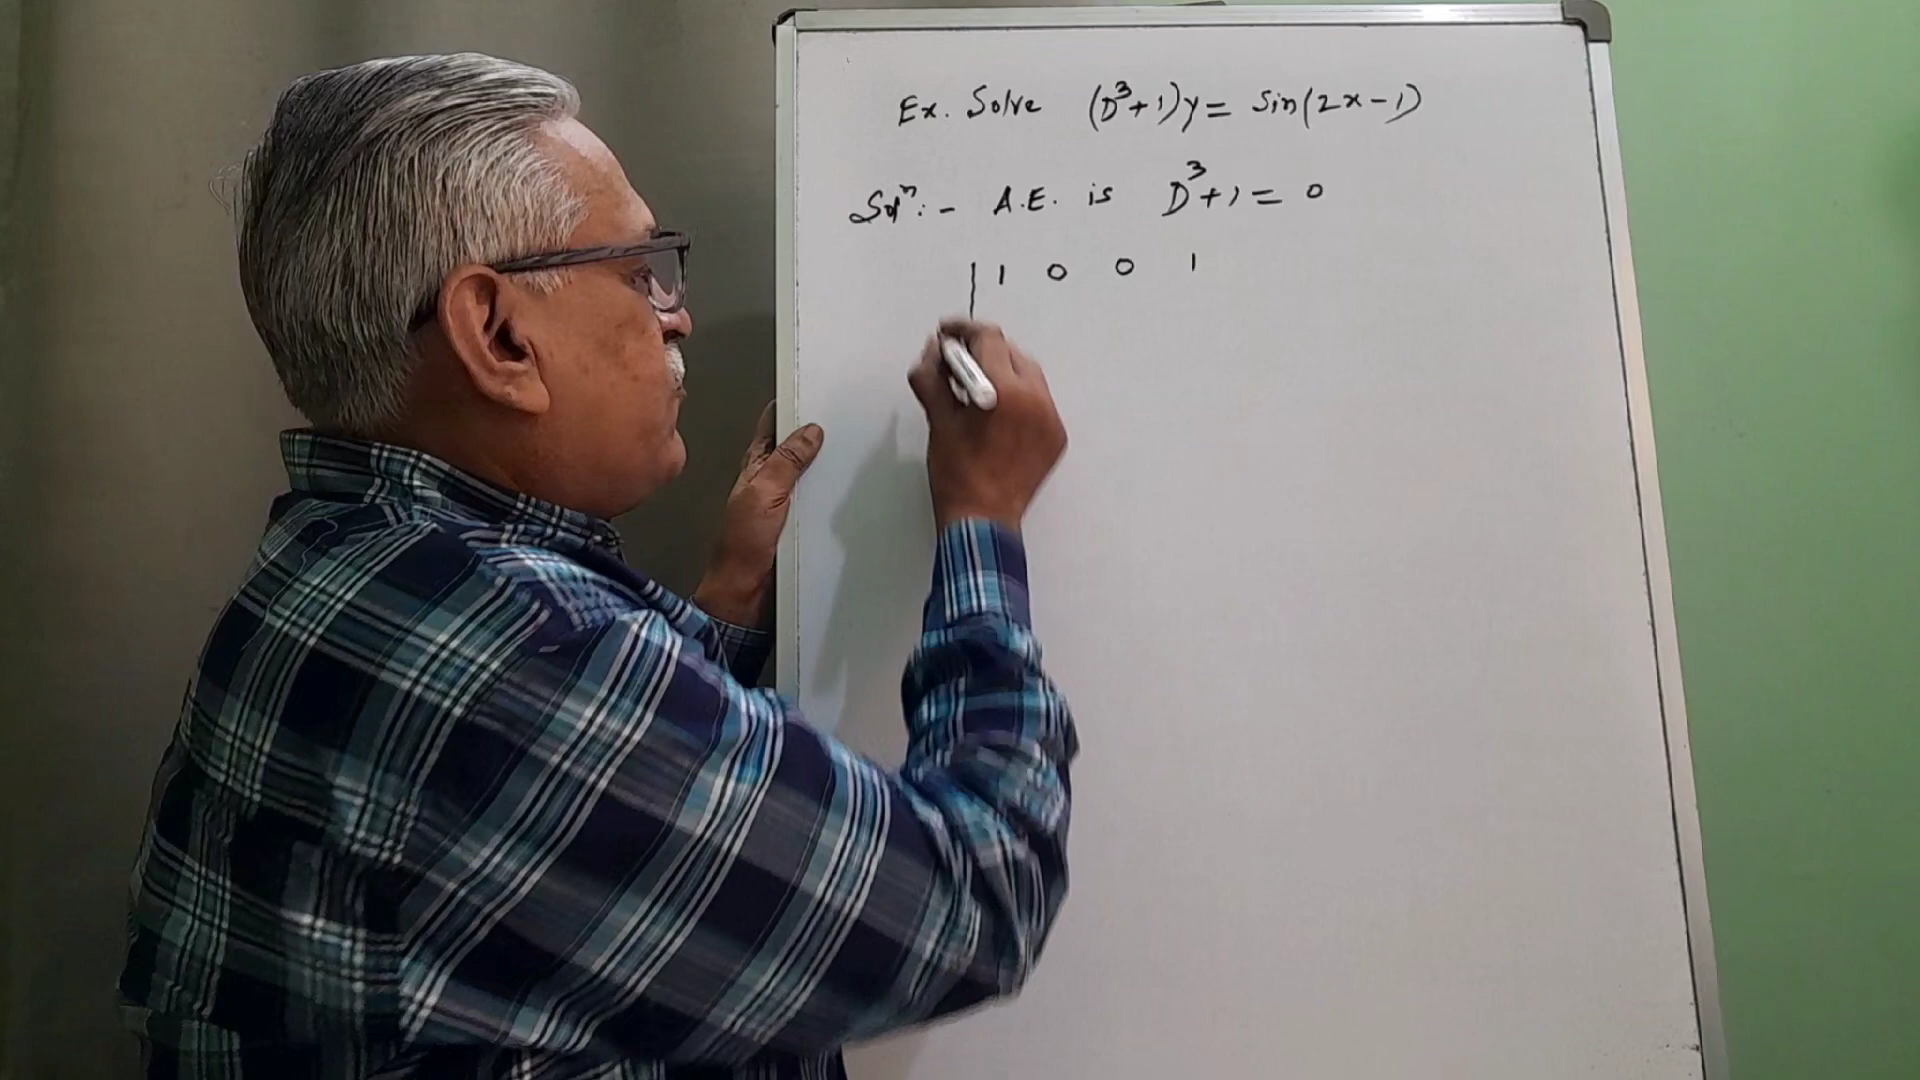 Ex. Solve (D³+1)y = Sin(2x-1)
Solⁿ:- A.E. is D³+1 = 0
| 1 0 0 1